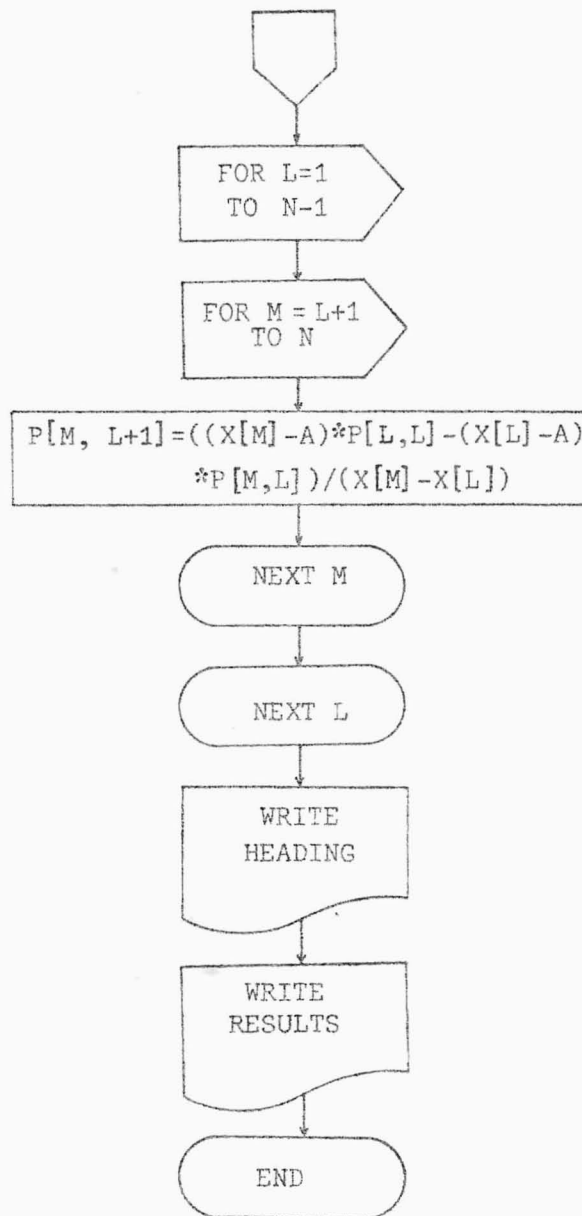 FOR L=1
TO N-1
FOR M = L+1
TO N
P[M, L+1]=((X[M]-A)*P[L,L]-(X[L]-A)
*P[M,L])/(X[M]-X[L])
NEXT M
NEXT L
WRITE
HEADING
WRITE
RESULTS
END